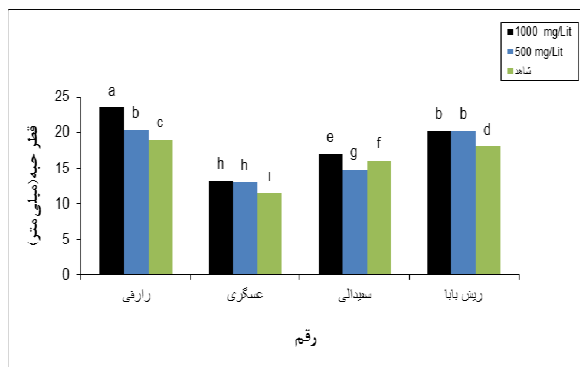 1000 mg/Lit
500 mg/Lit
شاهد
قطر حبه (میلی متر)
25
20
15
10
5
0
a b c
h h i
e g f
b b d
رارقی
عسگری
سفیدالی
ریش بابا
رقم